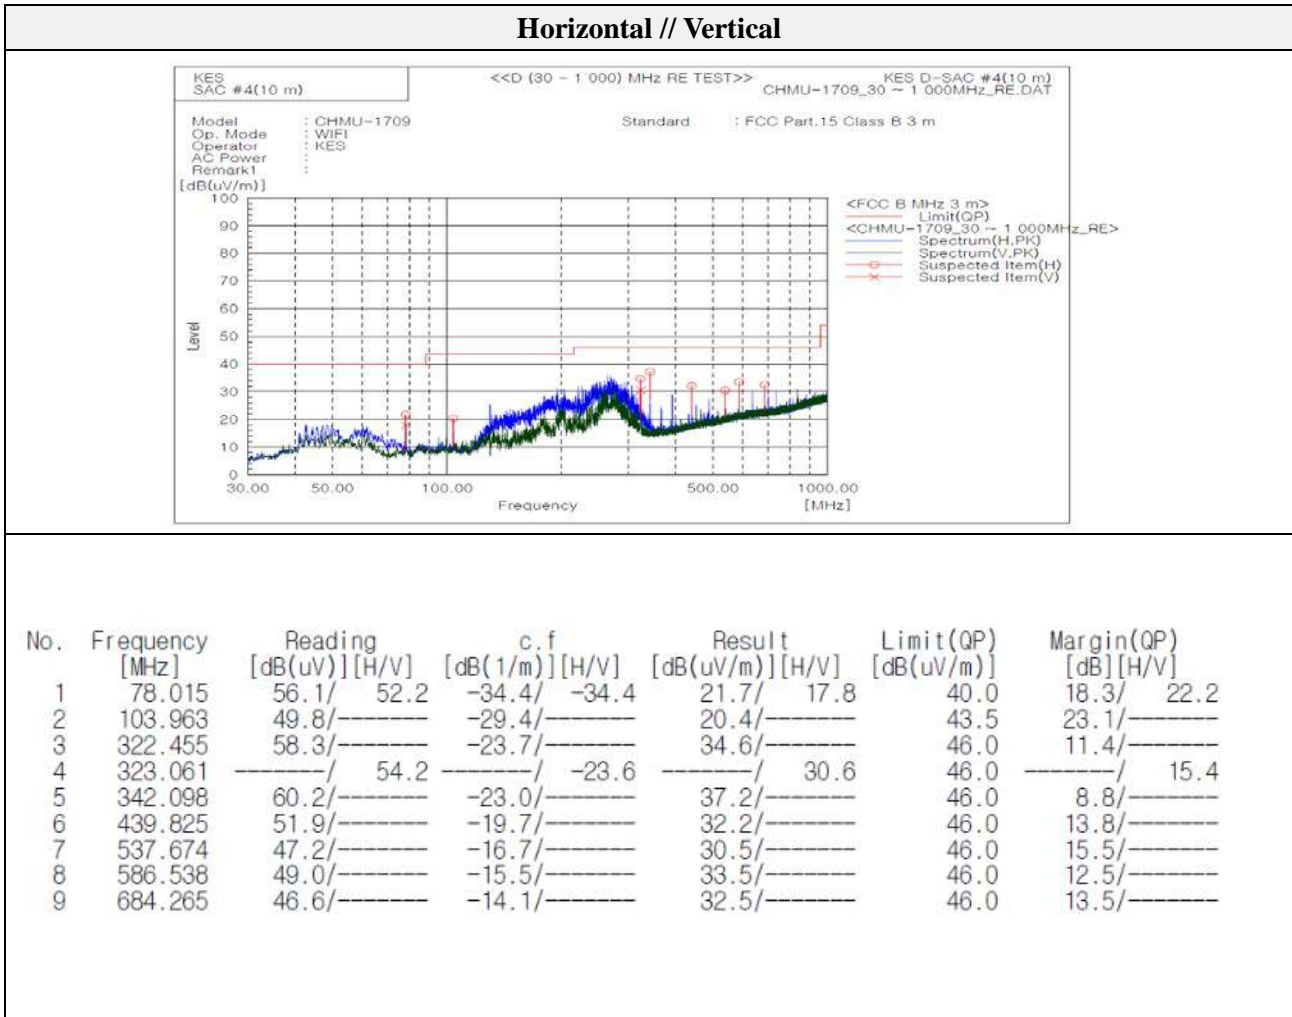 Horizontal // Vertical
KES <<D (30 - 1 000) MHz RE TEST>> KES D-SAC #4(10 m)
SAC #4(10 m) CHMU-1709_30 ~ 1 000MHz_RE.DAT
Model : CHMU-1709 Standard : FCC Part.15 Class B 3 m
Op. Mode : WIFI
Operator : KES
AC Power :
Remark1 :
[dB(uV/m)]
100
90
80
70
60
50
40
30
20
10
0
Level
<FCC B MHz 3 m>
Limit(QP)
<CHMU-1709_30 ~ 1 000MHz_RE>
Spectrum(H,PK)
Spectrum(V,PK)
Suspected Item(H)
Suspected Item(V)
30.00 50.00 100.00 500.00 1000.00
Frequency [MHz]
No. Frequency Reading c.f Result Limit(QP) Margin(QP)
[MHz] [dB(uV)][H/V] [dB(1/m)][H/V] [dB(uV/m)][H/V] [dB(uV/m)] [dB][H/V]
1 78.015 56.1/ 52.2 -34.4/ -34.4 21.7/ 17.8 40.0 18.3/ 22.2
2 103.963 49.8/------- -29.4/------- 20.4/------- 43.5 23.1/-------
3 322.455 58.3/------- -23.7/------- 34.6/------- 46.0 11.4/-------
4 323.061 -------/ 54.2 -------/ -23.6 -------/ 30.6 46.0 -------/ 15.4
5 342.098 60.2/------- -23.0/------- 37.2/------- 46.0 8.8/-------
6 439.825 51.9/------- -19.7/------- 32.2/------- 46.0 13.8/-------
7 537.674 47.2/------- -16.7/------- 30.5/------- 46.0 15.5/-------
8 586.538 49.0/------- -15.5/------- 33.5/------- 46.0 12.5/-------
9 684.265 46.6/------- -14.1/------- 32.5/------- 46.0 13.5/-------